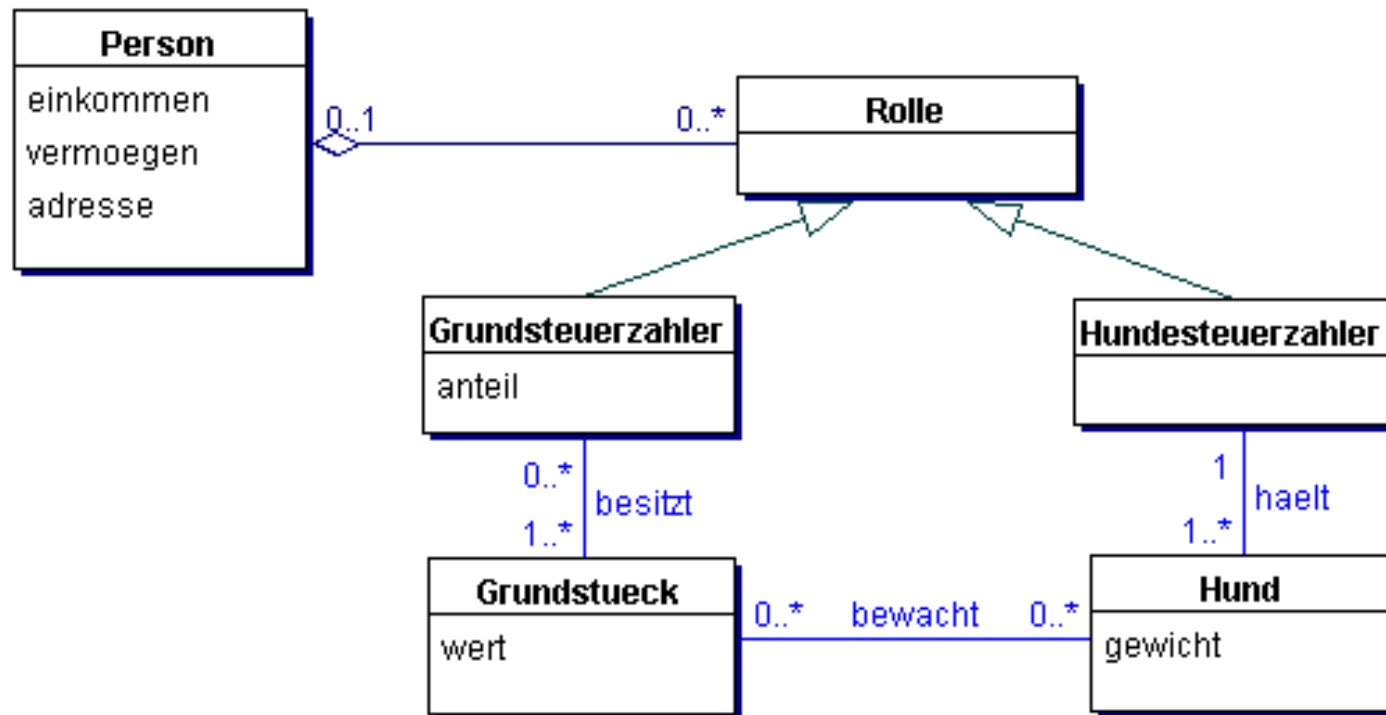 Person
einkommen
vermoegen
adresse
0..1
0..*
Rolle
Grundsteuerzahler
anteil
Hundesteuerzahler
0..*
besitzt
1..*
1
haelt
1..*
Grundstueck
wert
0..*
bewacht
0..*
Hund
gewicht